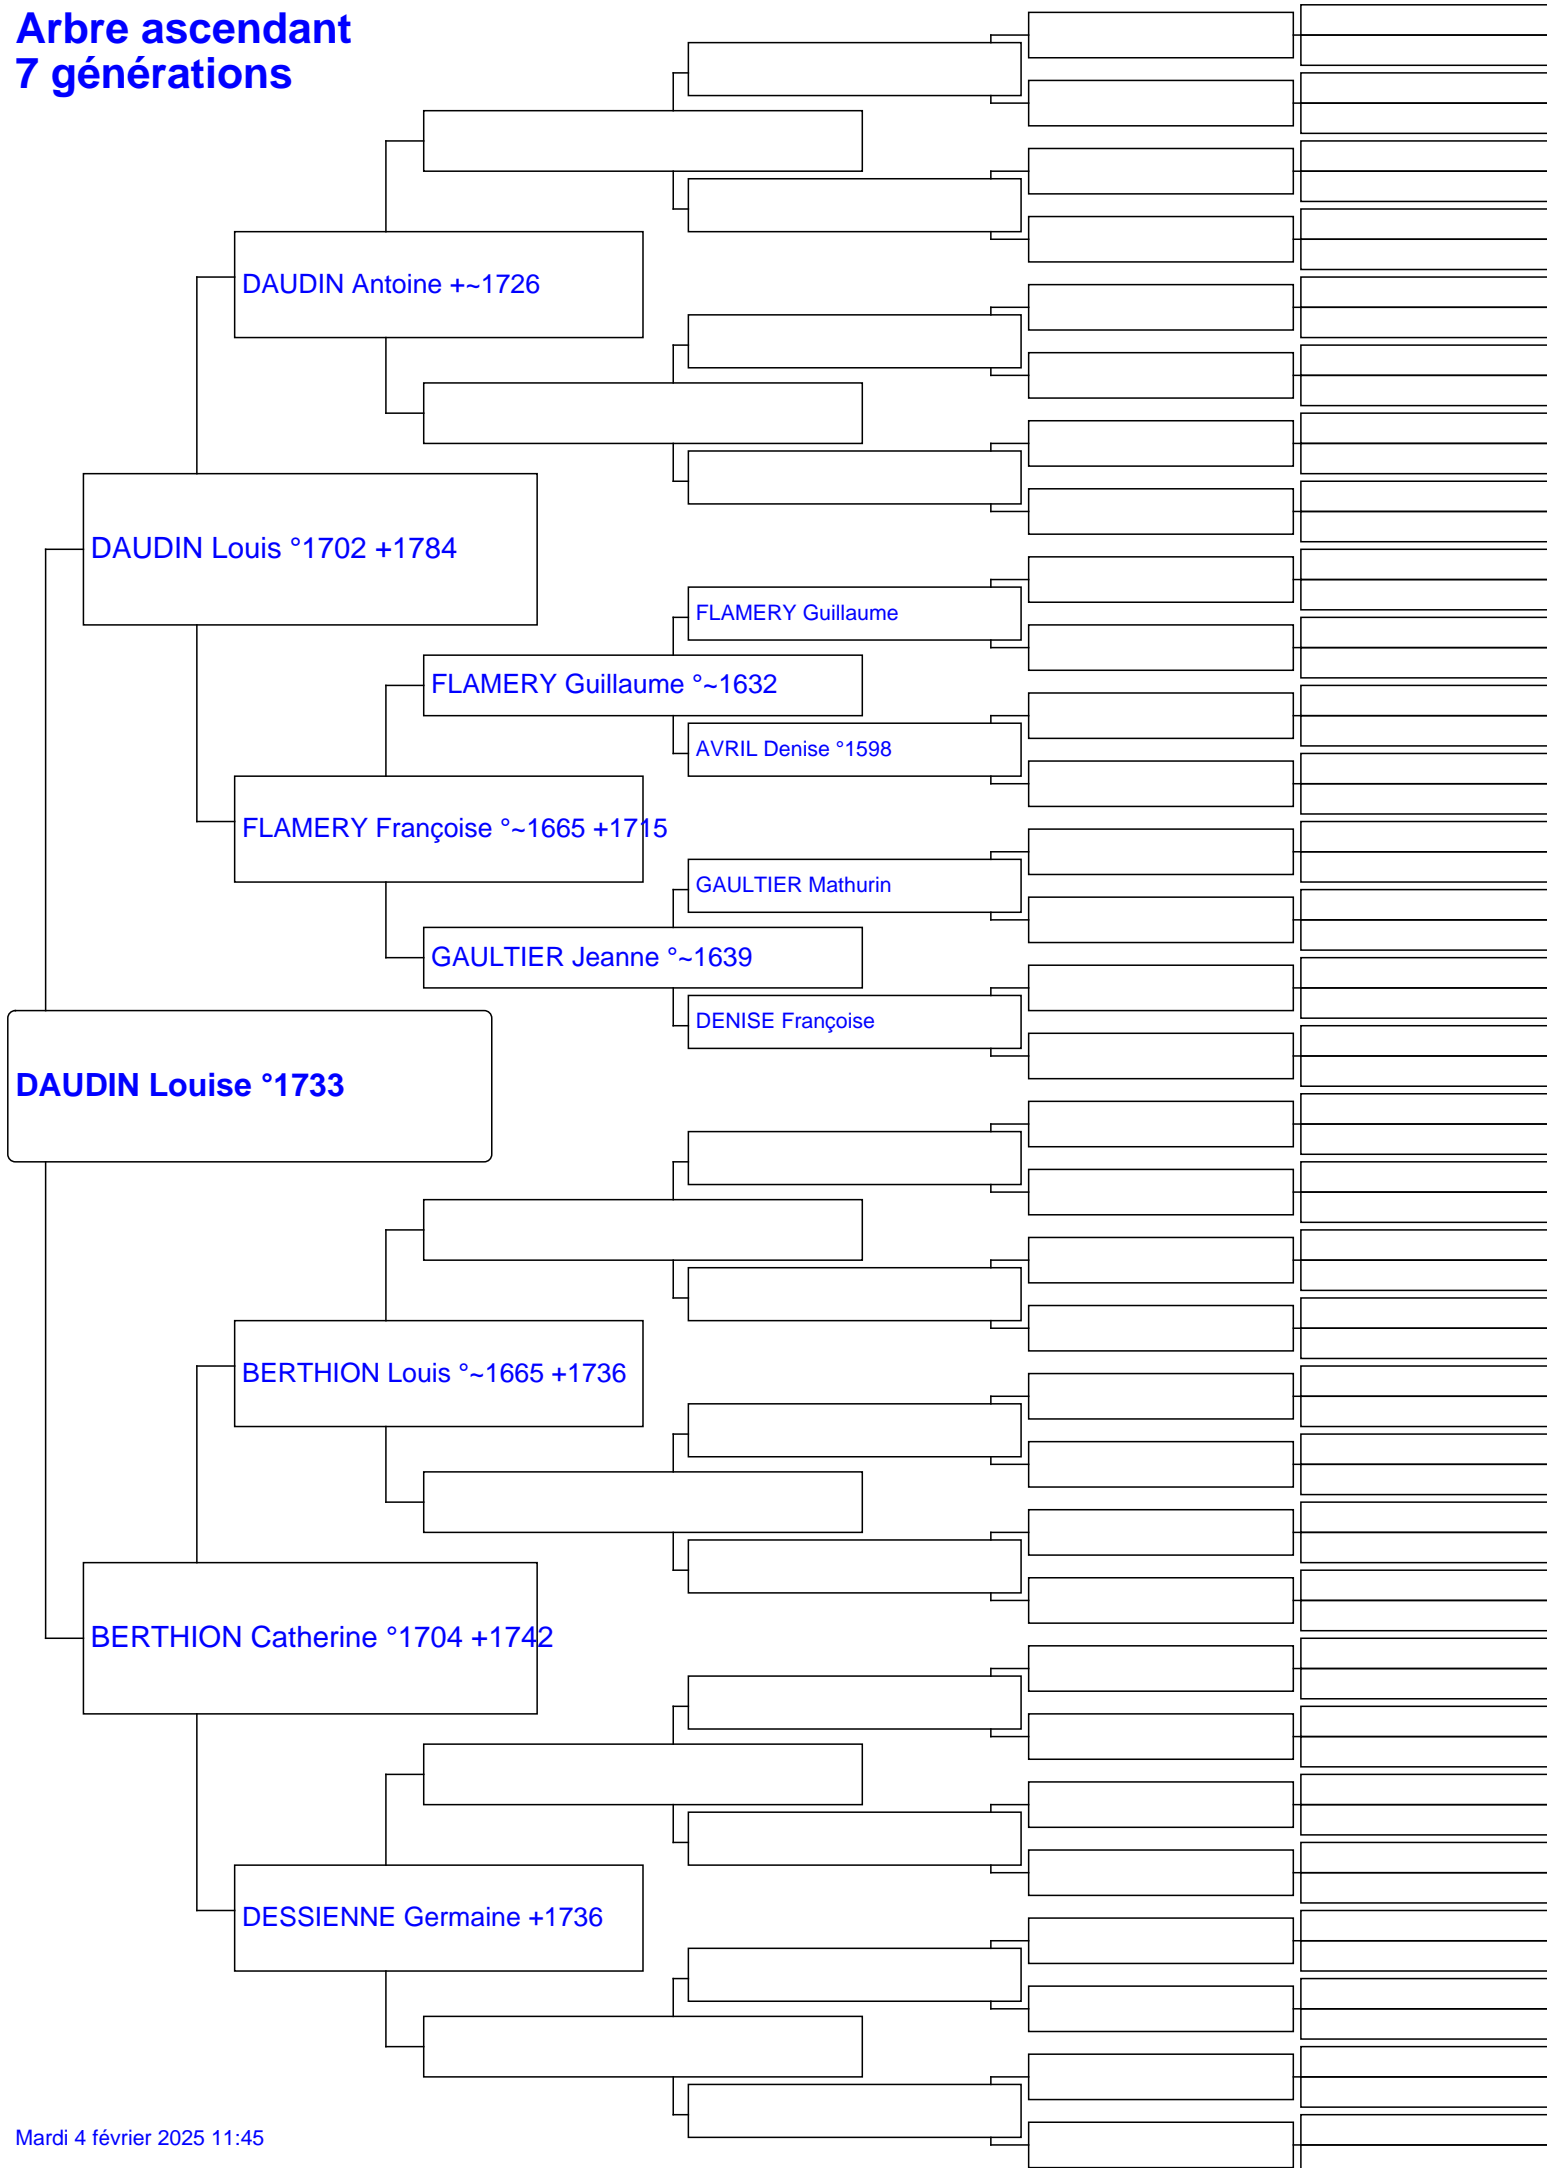 Arbre ascendant
7 générations
DAUDIN Antoine +~1726
DAUDIN Louis °1702 +1784
FLAMERY Guillaume
FLAMERY Guillaume °~1632
AVRIL Denise °1598
FLAMERY Françoise °~1665 +1715
GAULTIER Mathurin
GAULTIER Jeanne °~1639
DENISE Françoise
DAUDIN Louise °1733
BERTHION Louis °~1665 +1736
BERTHION Catherine °1704 +1742
DESSIENNE Germaine +1736
Mardi 4 février 2025 11:45